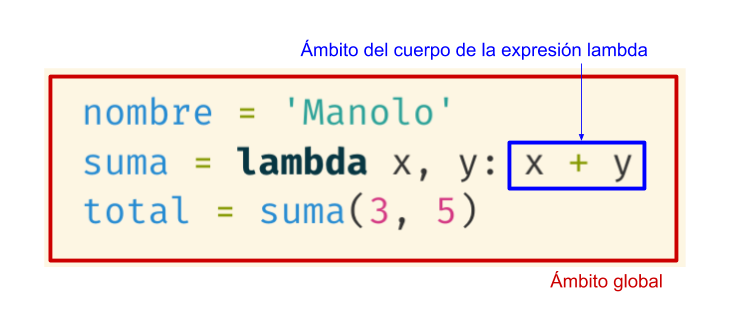 Ámbito del cuerpo de la expresión lambda
nombre = 'Manolo'
suma = lambda x, y: x + y
total = suma(3, 5)
Ámbito global